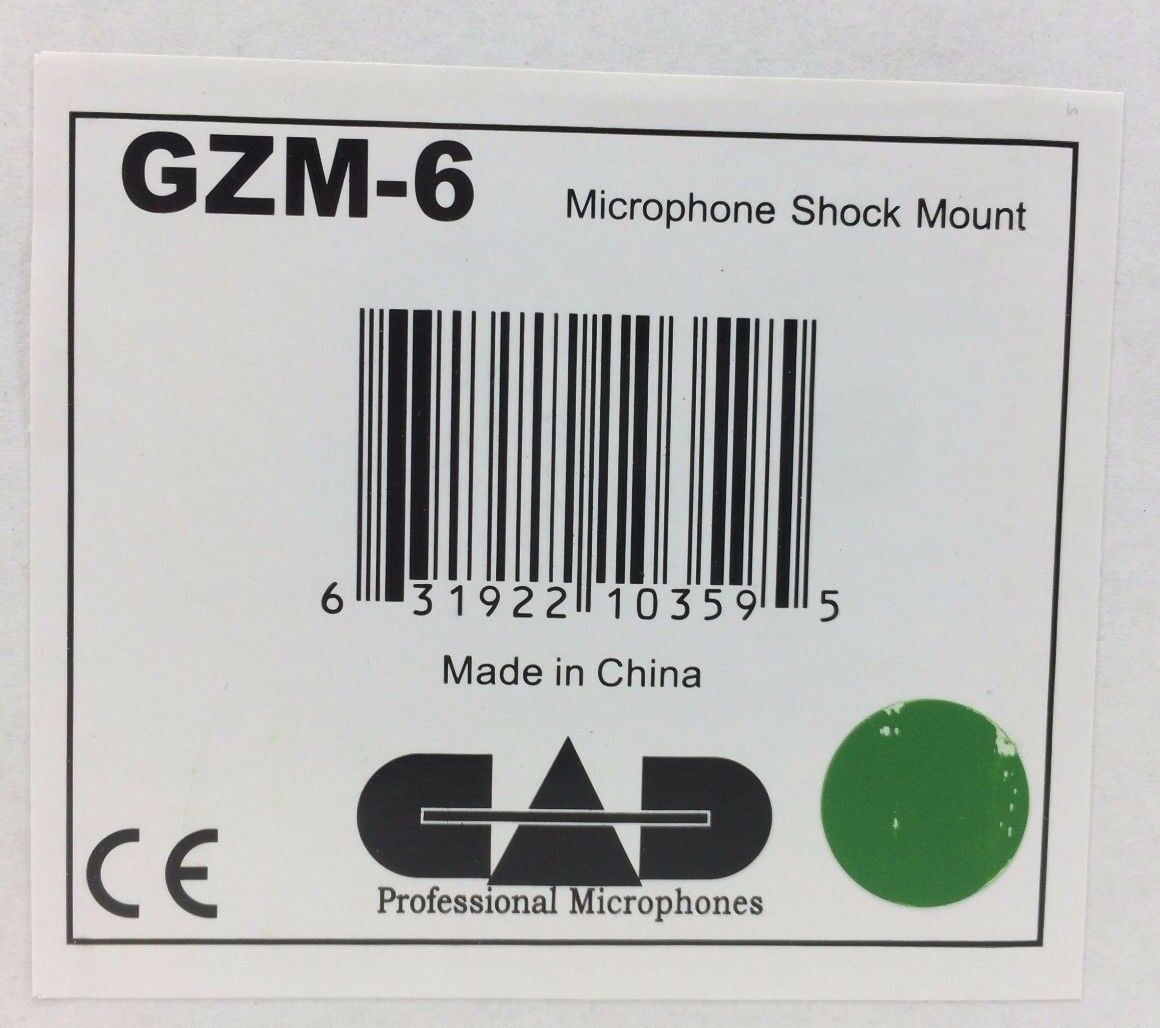 GZM-6 Microphone Shock Mount
6 31922 10359 5
Made in China
CAD
Professional Microphones
CE